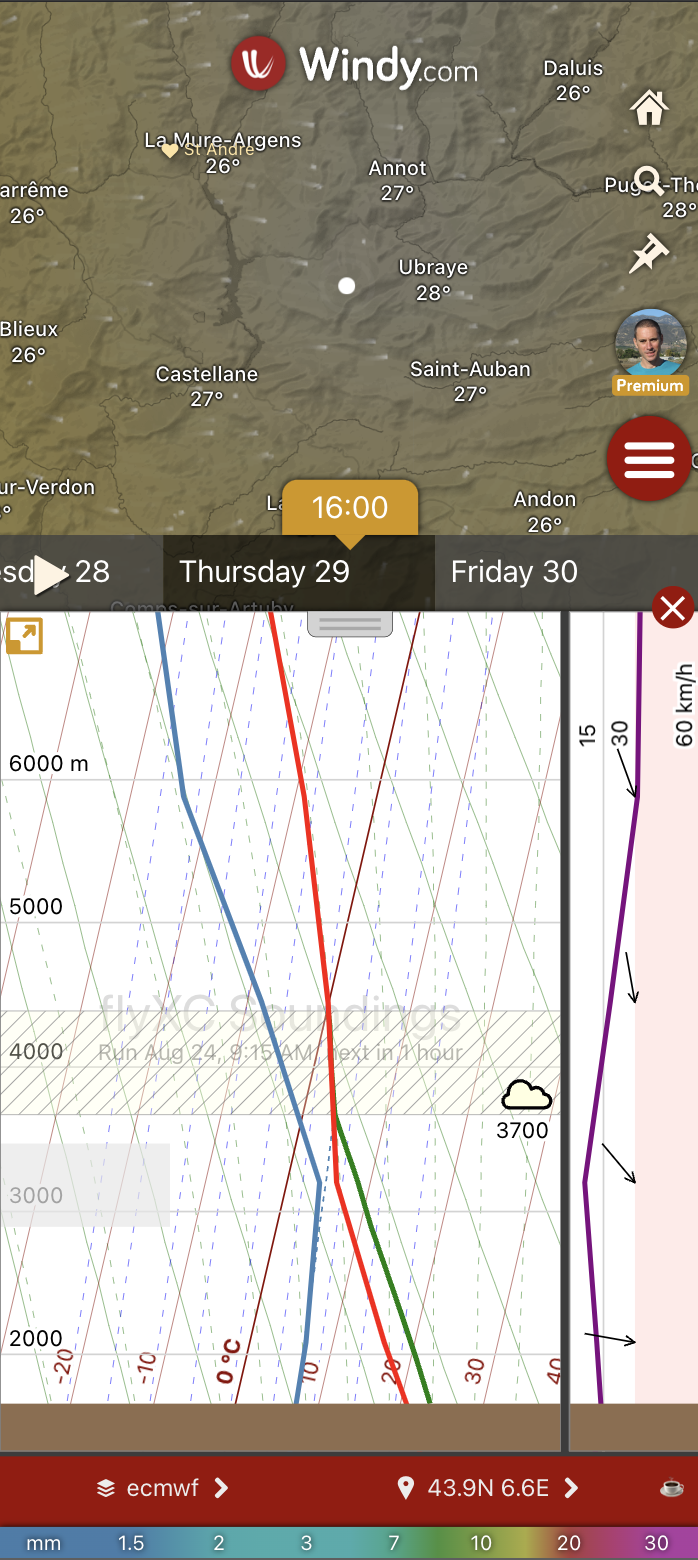 Windy.com
Daluis
26°
La Mure-Argens
St André
26°
Annot
27°
arrême
26°
28°
Ubraye
28°
Blieux
26°
Castellane
27°
Saint-Auban
27°
Premium
ur-Verdon
La
16:00
Andon
26°
28
Thursday 29
Friday 30
Comps-sur-Artuby
6000 m
5000
4000
3000
2000
flyXC Soundings
Run Aug 24, 9:15 AM, next in 1 hour
3700
-20
-10
0 °C
10
20
30
40
15
30
60 km/h
ecmwf
43.9N 6.6E
mm 1.5 2 3 7 10 20 30